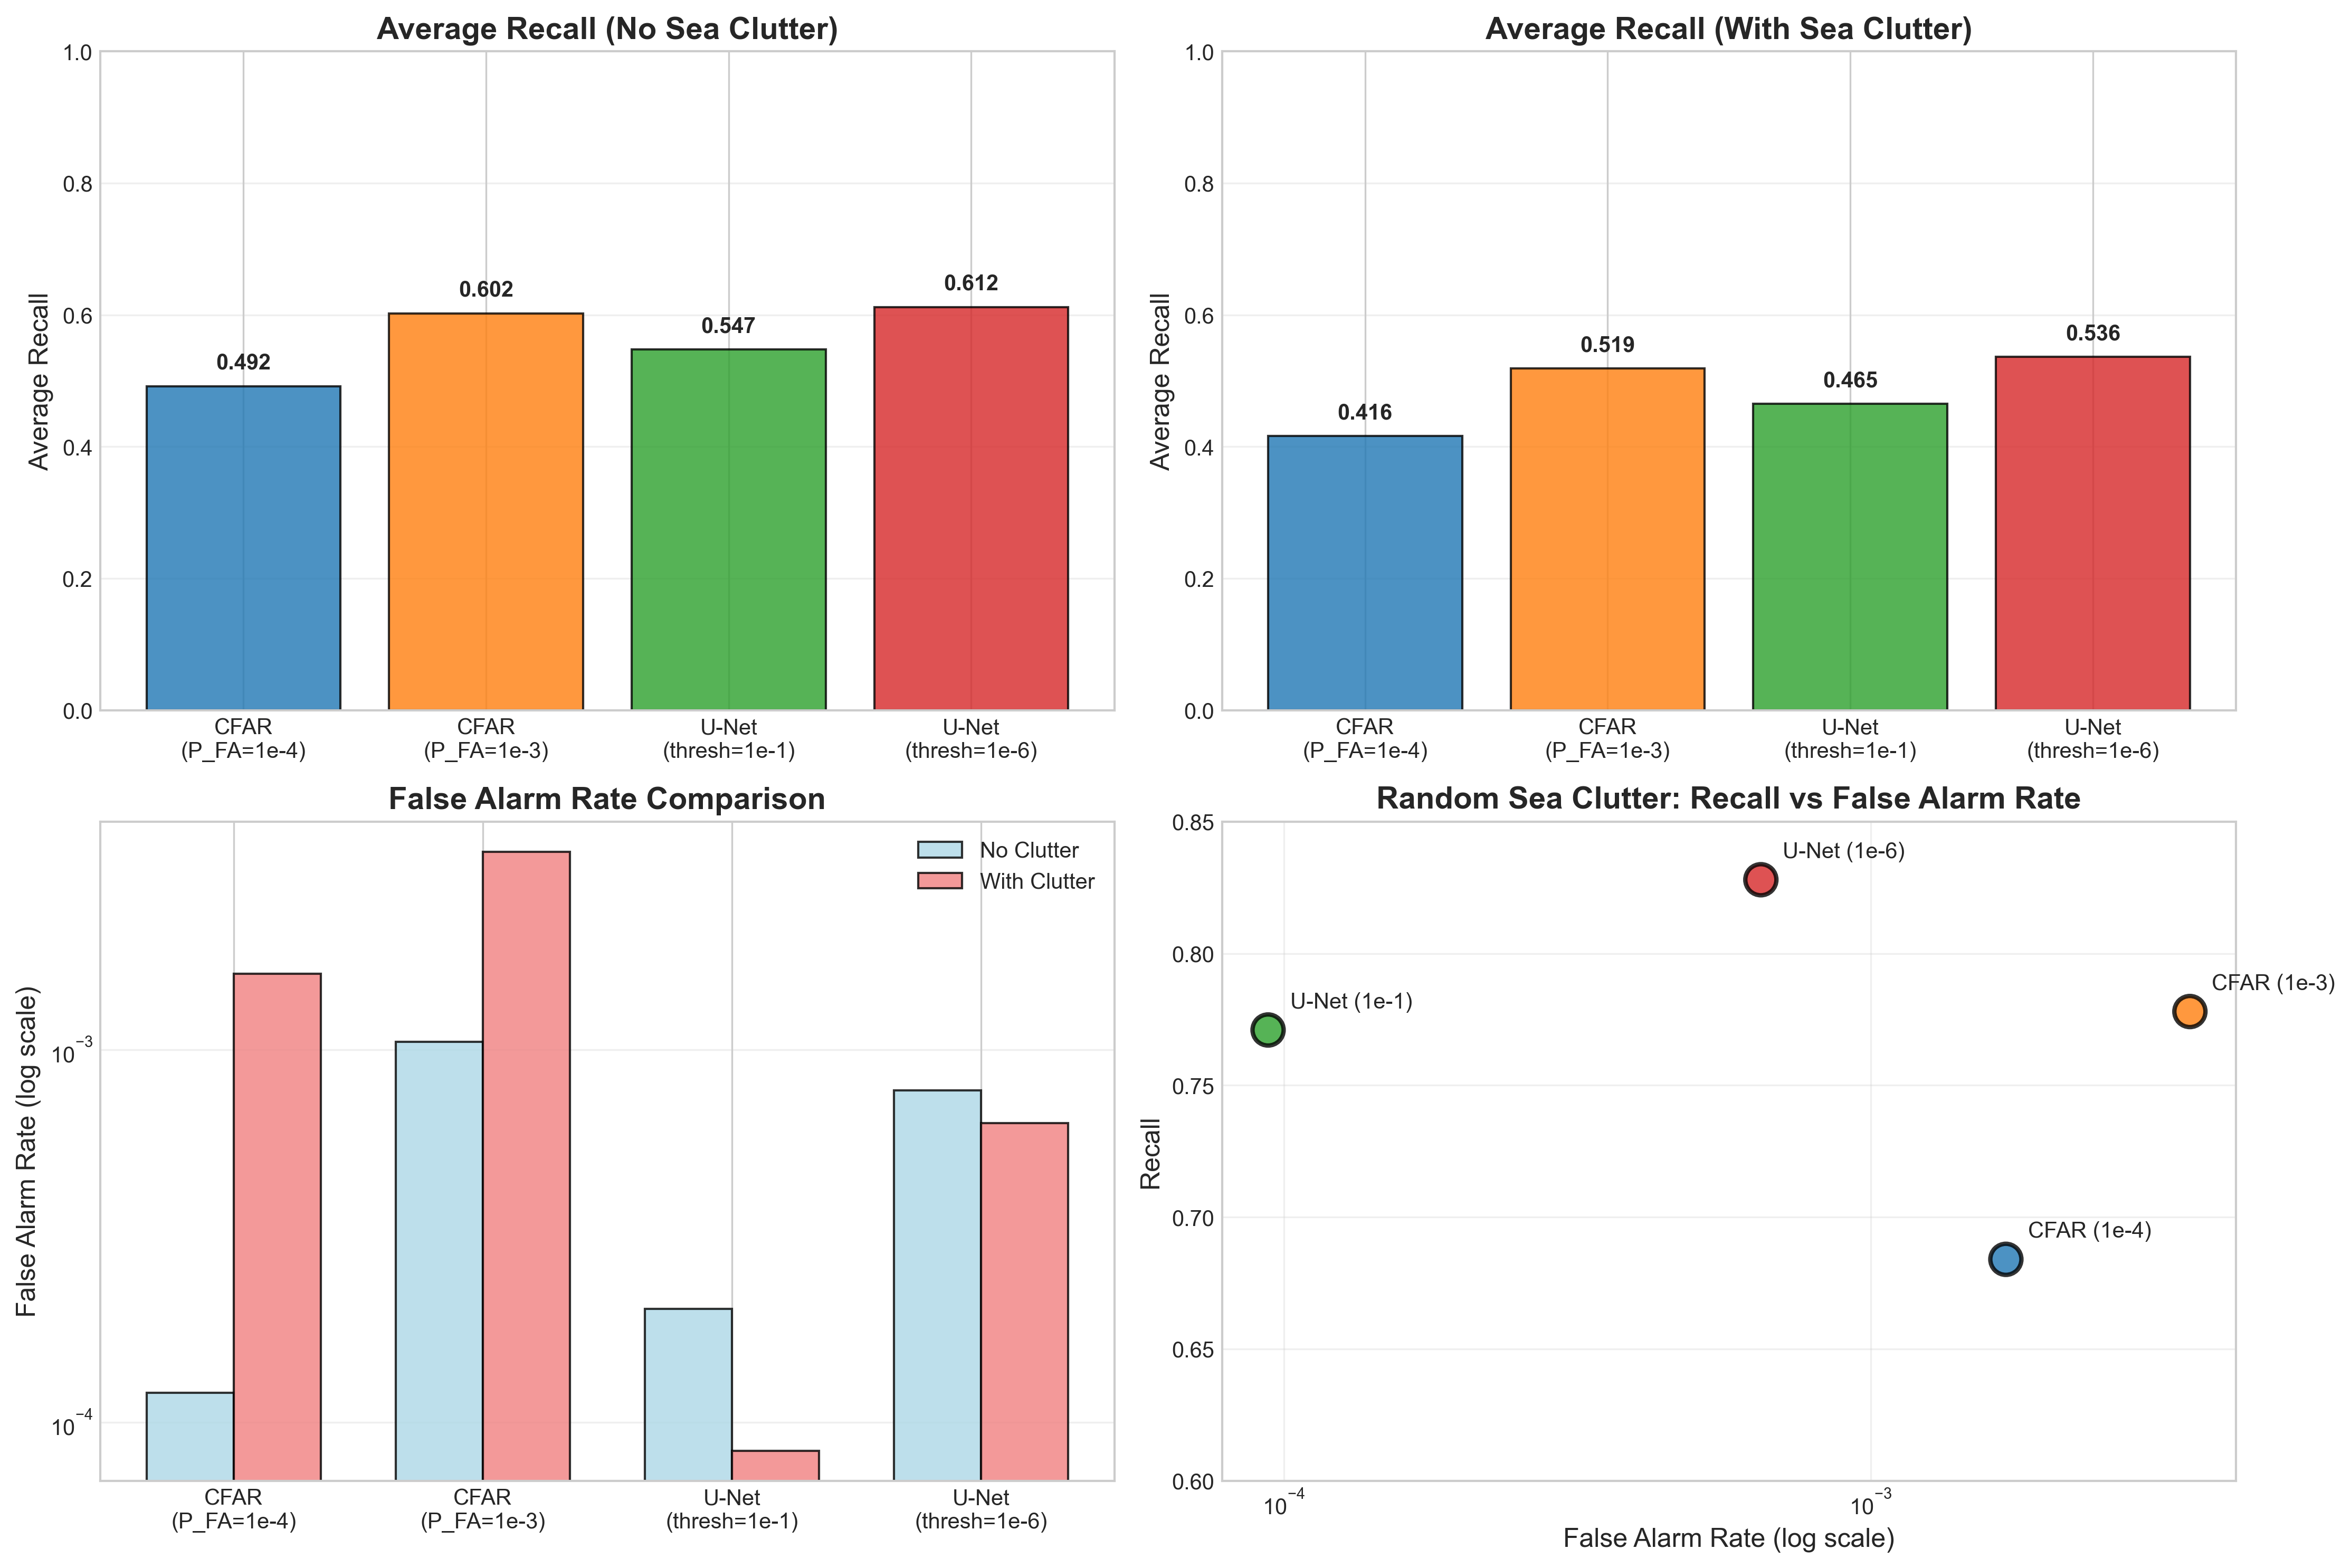 Average Recall (No Sea Clutter)
Average Recall
1.0
0.8
0.6
0.4
0.2
0.0
0.492
0.602
0.547
0.612
CFAR
(P_FA=1e-4)
CFAR
(P_FA=1e-3)
U-Net
(thresh=1e-1)
U-Net
(thresh=1e-6)
Average Recall (With Sea Clutter)
Average Recall
1.0
0.8
0.6
0.4
0.2
0.0
0.416
0.519
0.465
0.536
CFAR
(P_FA=1e-4)
CFAR
(P_FA=1e-3)
U-Net
(thresh=1e-1)
U-Net
(thresh=1e-6)
False Alarm Rate Comparison
False Alarm Rate (log scale)
10⁻³
10⁻⁴
No Clutter
With Clutter
CFAR
(P_FA=1e-4)
CFAR
(P_FA=1e-3)
U-Net
(thresh=1e-1)
U-Net
(thresh=1e-6)
Random Sea Clutter: Recall vs False Alarm Rate
Recall
0.85
0.80
0.75
0.70
0.65
0.60
U-Net (1e-6)
CFAR (1e-3)
U-Net (1e-1)
CFAR (1e-4)
10⁻⁴
10⁻³
False Alarm Rate (log scale)